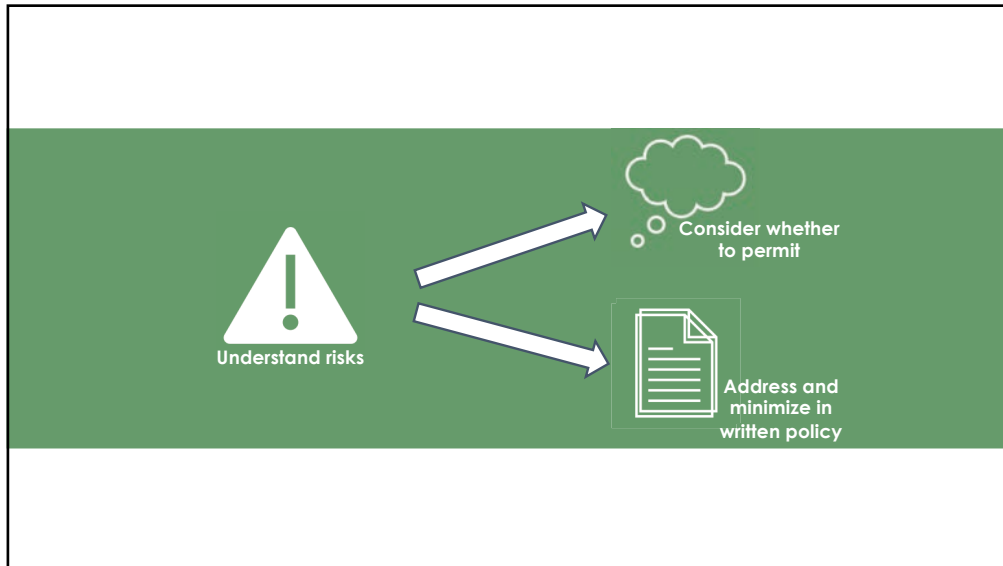 Understand risks
Consider whether
to permit
Address and
minimize in
written policy